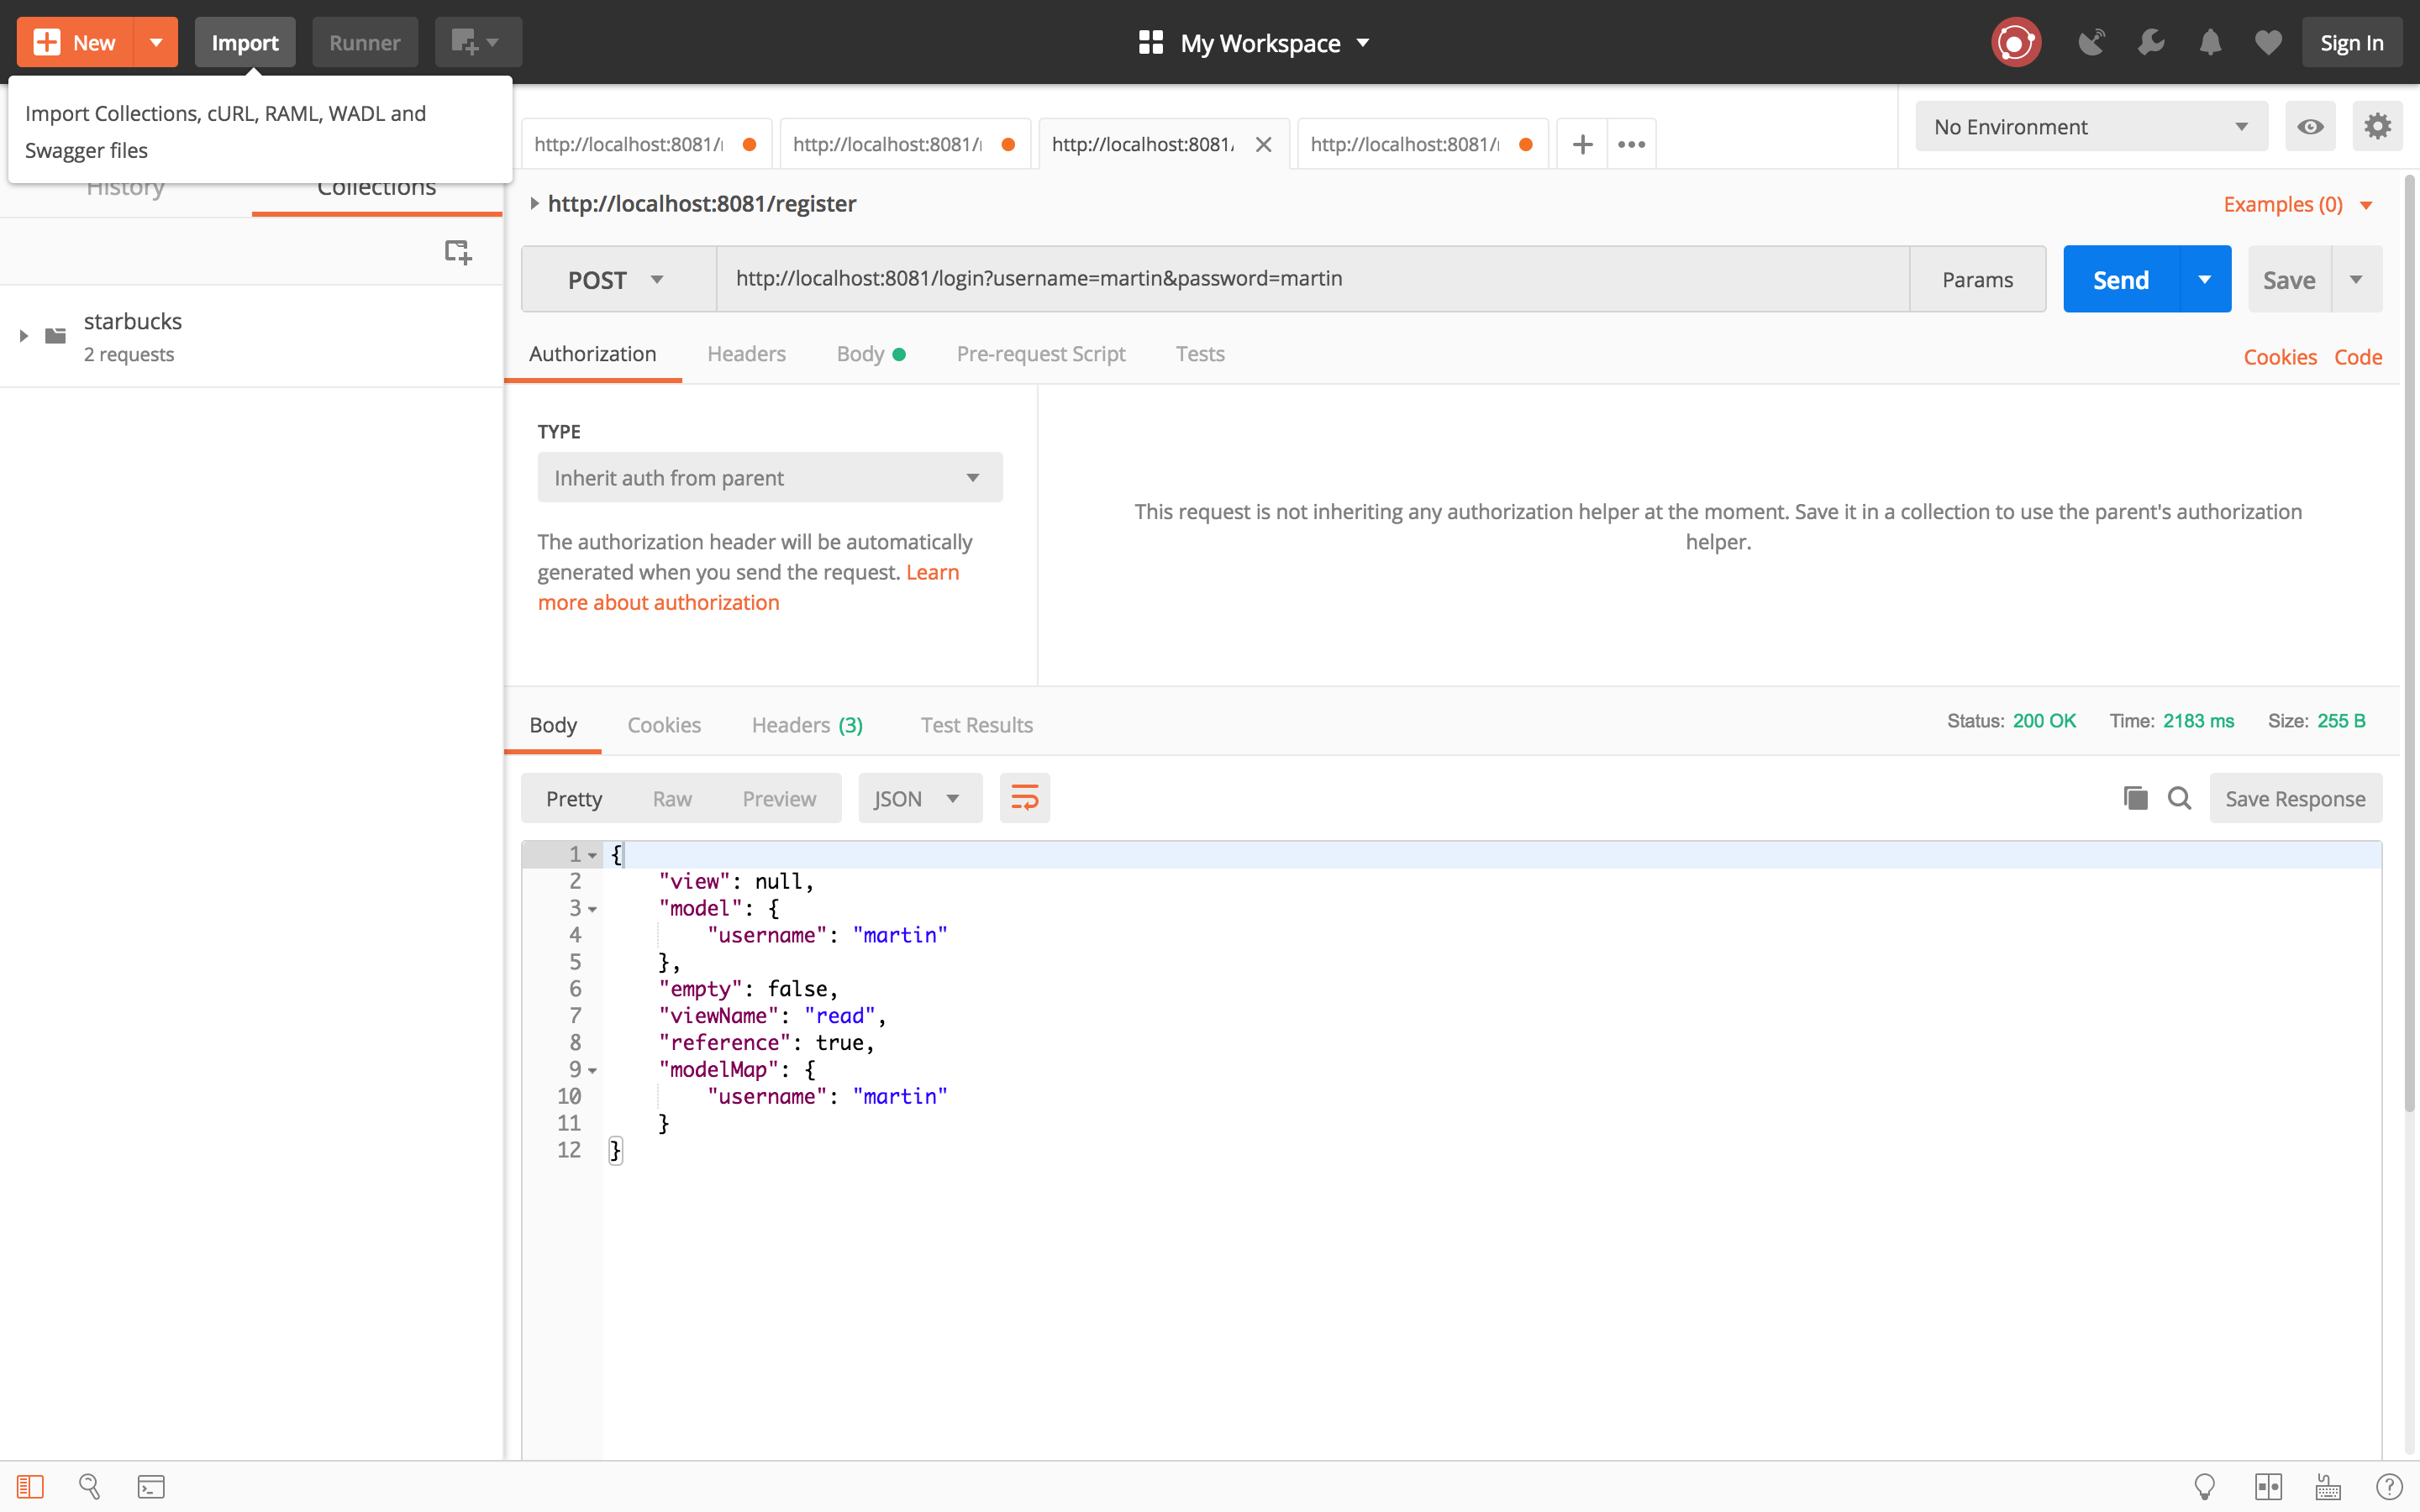 New
Import
Runner
My Workspace
Sign In
Import Collections, cURL, RAML, WADL and
Swagger files
History
Collections
http://localhost:8081/
http://localhost:8081/
http://localhost:8081/
http://localhost:8081/
No Environment
http://localhost:8081/register
Examples (0)
POST
http://localhost:8081/login?username=martin&password=martin
Params
Send
Save
Authorization
Headers
Body
Pre-request Script
Tests
Cookies
Code
starbucks
2 requests
TYPE
Inherit auth from parent
The authorization header will be automatically
generated when you send the request. Learn
more about authorization
This request is not inheriting any authorization helper at the moment. Save it in a collection to use the parent's authorization
helper.
Body
Cookies
Headers (3)
Test Results
Status: 200 OK
Time: 2183 ms
Size: 255 B
Pretty
Raw
Preview
JSON
Save Response
1 {
2 "view": null,
3 "model": {
4 "username": "martin"
5 },
6 "empty": false,
7 "viewName": "read",
8 "reference": true,
9 "modelMap": {
10 "username": "martin"
11 }
12 }